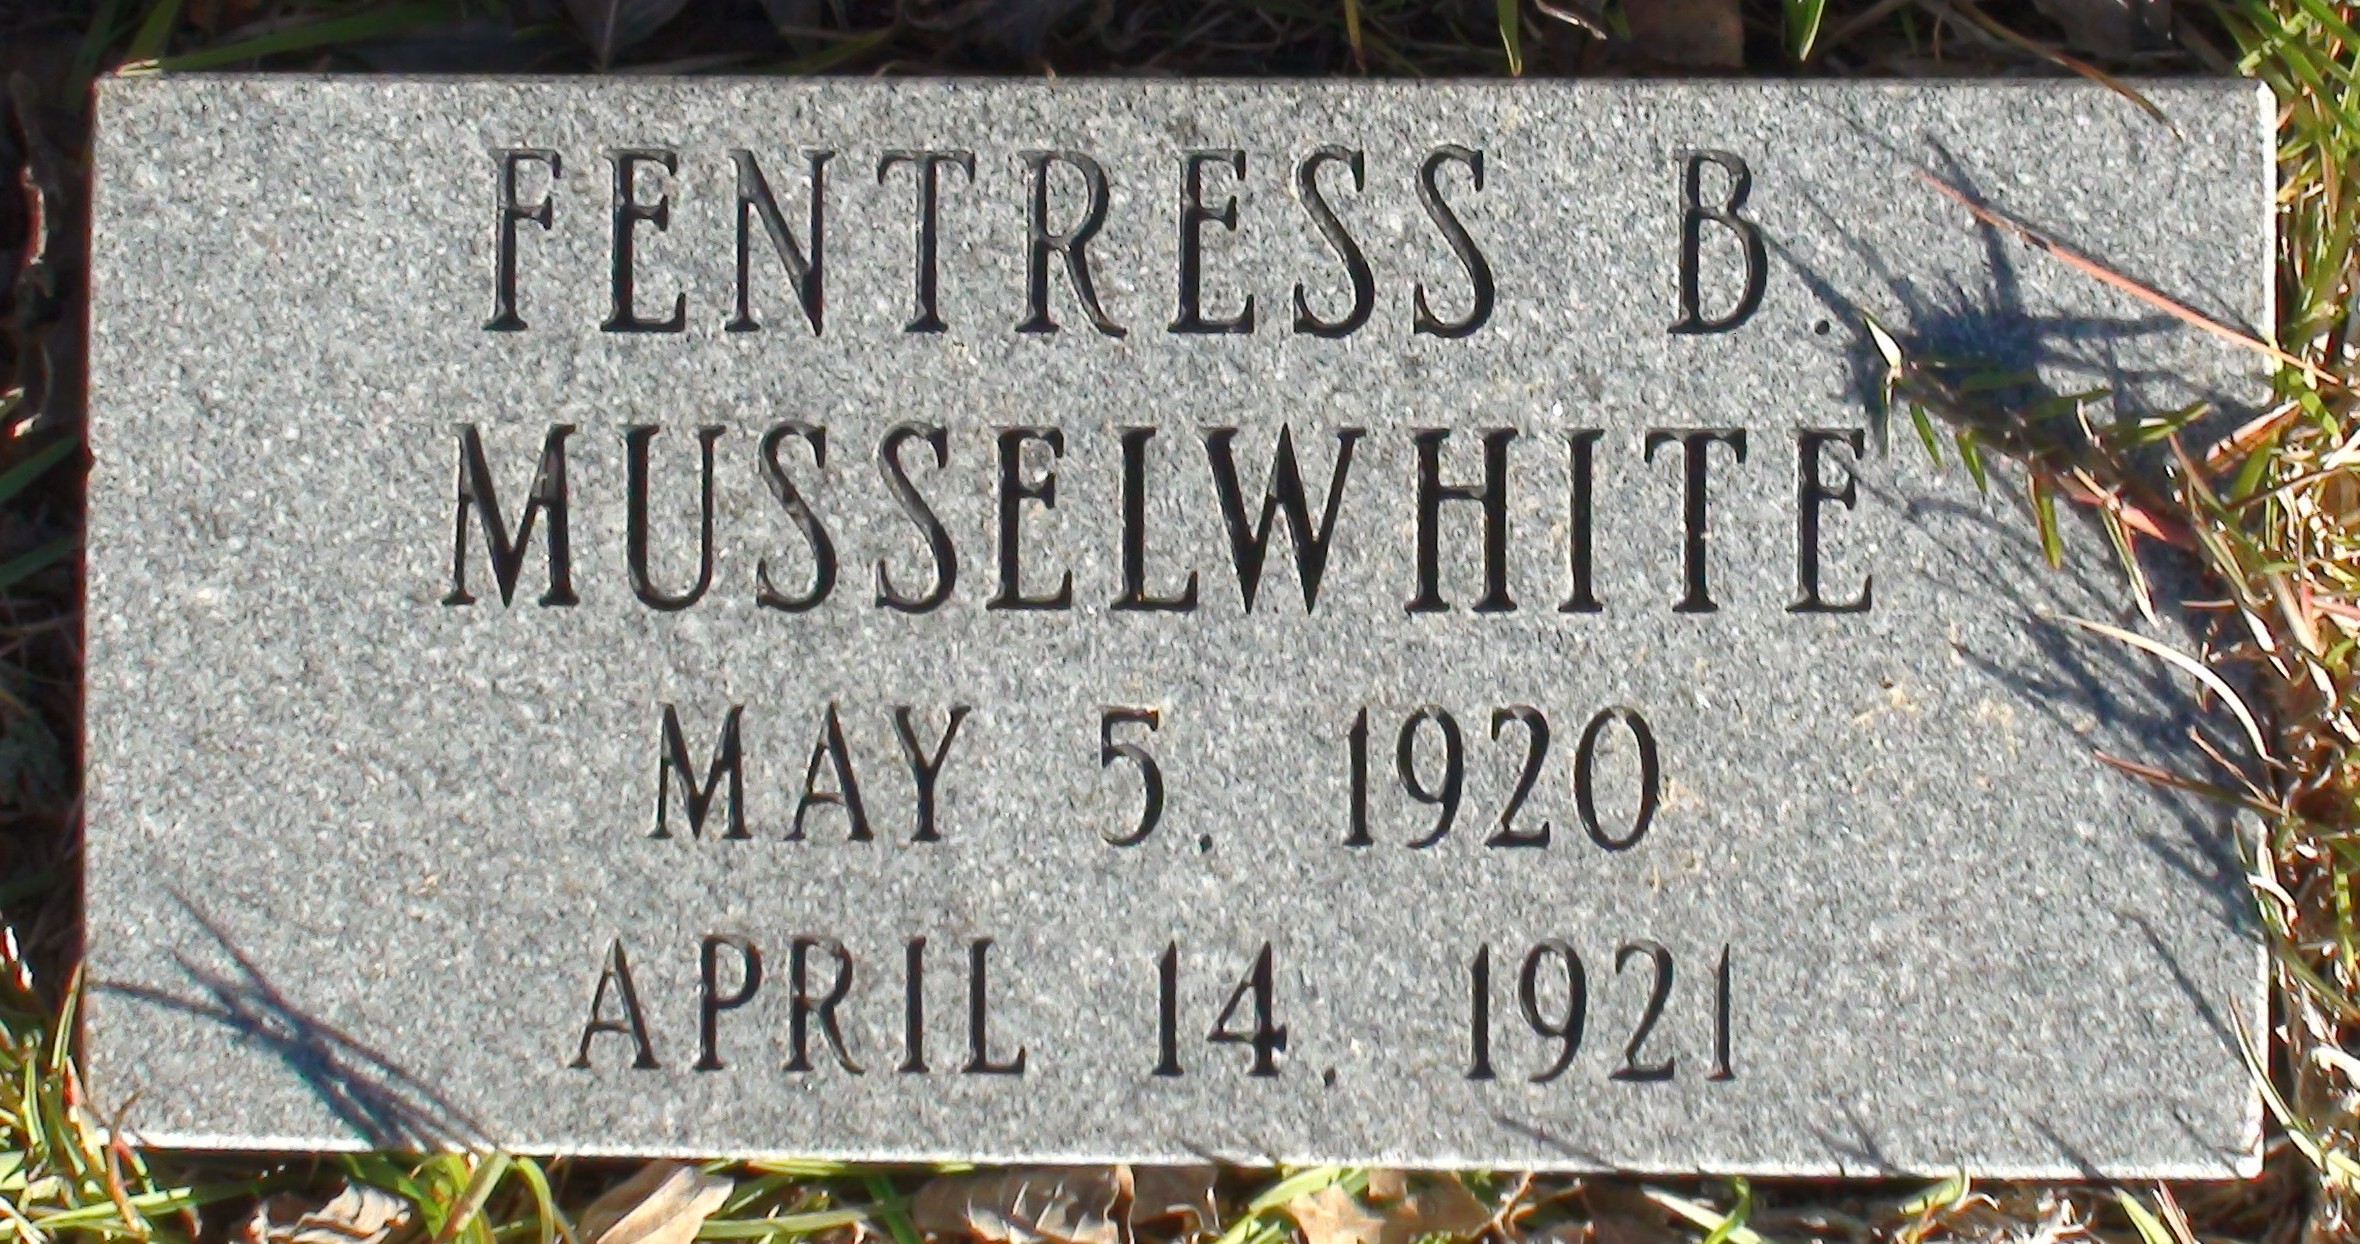 FENTRESS B.
MUSSELWHITE
MAY 5, 1920
APRIL 14, 1921